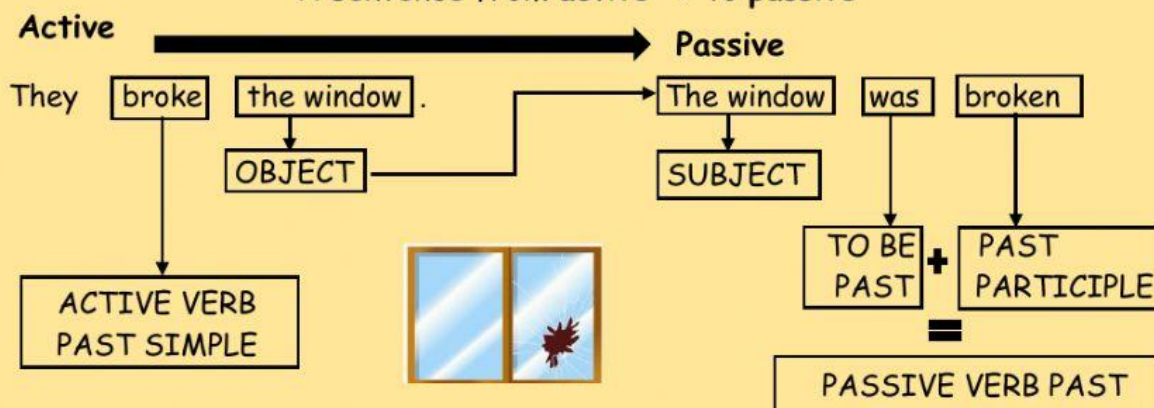 Active
Passive
They broke the window .
The window was broken
OBJECT
SUBJECT
TO BE
PAST
+
PAST
PARTICIPLE
=
ACTIVE VERB
PAST SIMPLE
PASSIVE VERB PAST